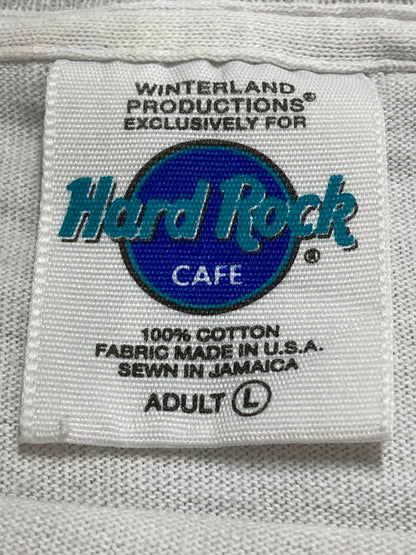 WINTERLAND
PRODUCTIONS®
EXCLUSIVELY FOR
Hard Rock ®
CAFE
100% COTTON
FABRIC MADE IN U.S.A.
SEWN IN JAMAICA
ADULT L